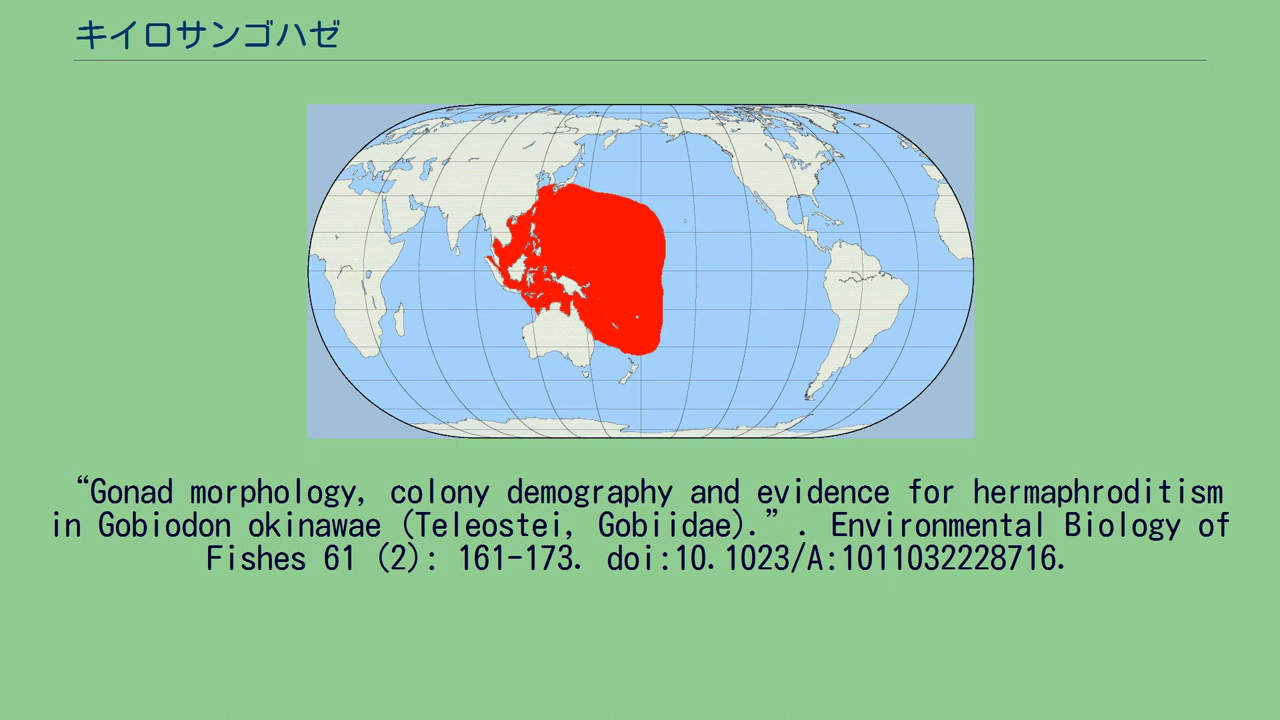 キイロサンゴハゼ
“Gonad morphology, colony demography and evidence for hermaphroditism
in Gobiodon okinawae (Teleostei, Gobiidae).” . Environmental Biology of
Fishes 61 (2): 161-173. doi:10.1023/A:1011032228716.